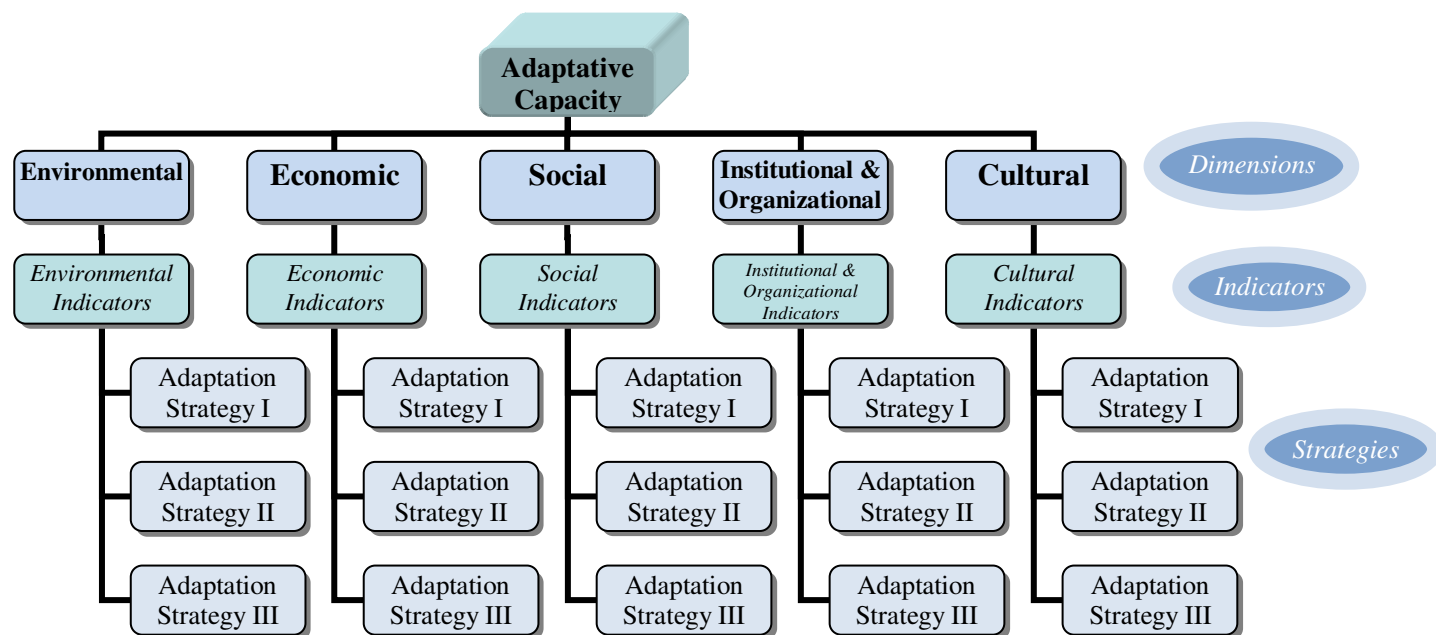 Adaptative
Capacity
Environmental
Economic
Social
Institutional &
Organizational
Cultural
Dimensions
Environmental
Indicators
Economic
Indicators
Social
Indicators
Institutional &
Organizational
Indicators
Cultural
Indicators
Indicators
Adaptation
Strategy I
Adaptation
Strategy I
Adaptation
Strategy I
Adaptation
Strategy I
Adaptation
Strategy I
Strategies
Adaptation
Strategy II
Adaptation
Strategy II
Adaptation
Strategy II
Adaptation
Strategy II
Adaptation
Strategy II
Adaptation
Strategy III
Adaptation
Strategy III
Adaptation
Strategy III
Adaptation
Strategy III
Adaptation
Strategy III